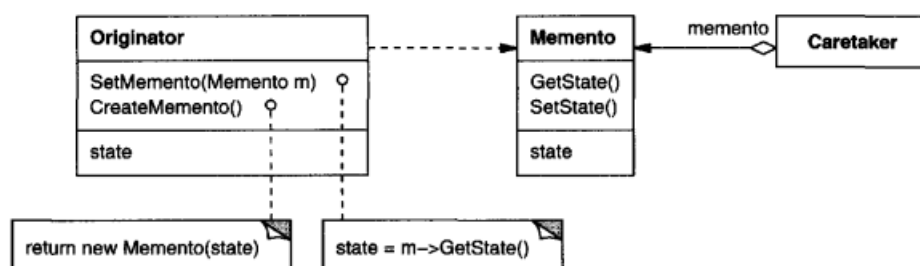 Originator
SetMemento(Memento m)
CreateMemento()
state
return new Memento(state)
state = m->GetState()
Memento
GetState()
SetState()
state
memento
Caretaker